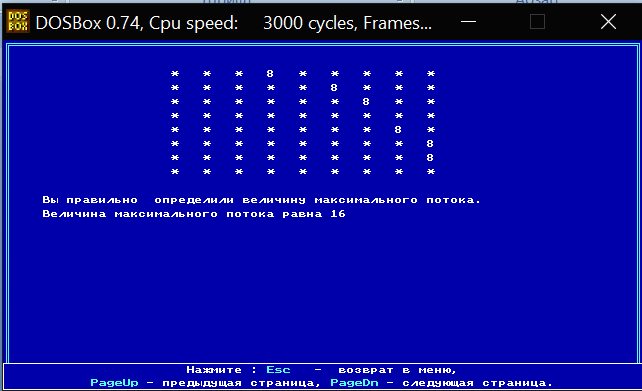 DOSBox 0.74, Cpu speed: 3000 cycles, Frames...
* * * 8 * * * * *
* * * * * 8 * * *
* * * * * * 8 * *
* * * * * * * * *
* * * * * * * 8 *
* * * * * * * * 8
* * * * * * * * 8
* * * * * * * * *
Вы правильно определили величину максимального потока.
Величина максимального потока равна 16
Нажмите : Esc - возврат в меню,
PageUp - предыдущая страница, PageDn - следующая страница.